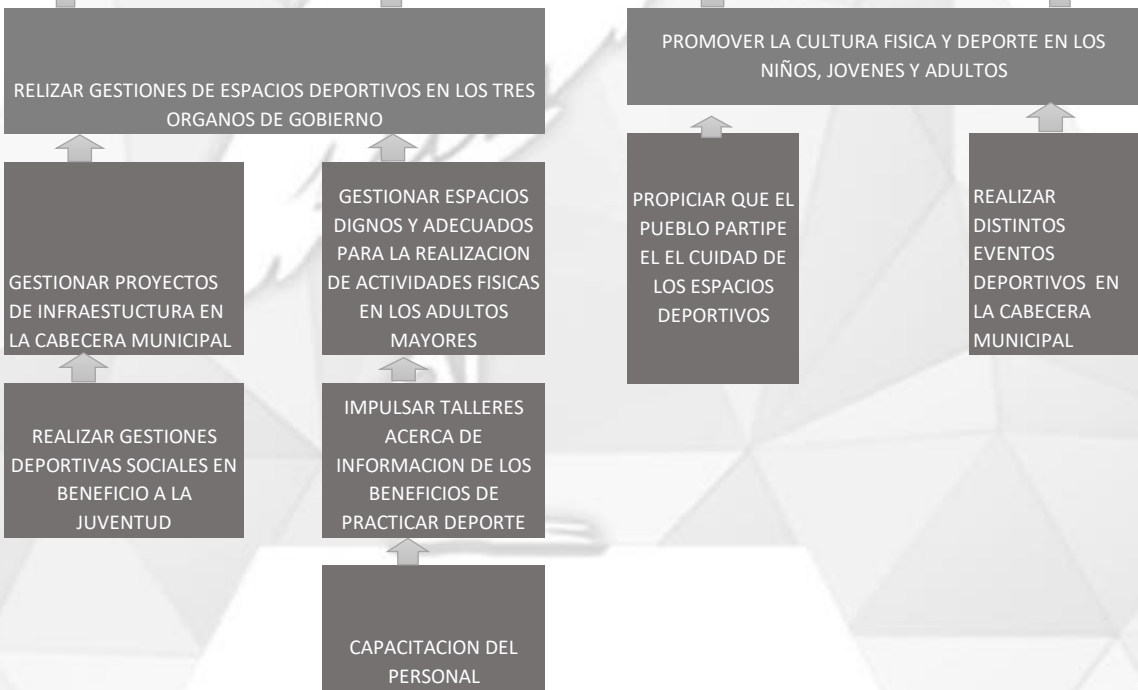 RELIZAR GESTIONES DE ESPACIOS DEPORTIVOS EN LOS TRES
ORGANOS DE GOBIERNO
PROMOVER LA CULTURA FISICA Y DEPORTE EN LOS
NIÑOS, JOVENES Y ADULTOS
GESTIONAR PROYECTOS
DE INFRAESTUCTURA EN
LA CABECERA MUNICIPAL
GESTIONAR ESPACIOS
DIGNOS Y ADECUADOS
PARA LA REALIZACION
DE ACTIVIDADES FISICAS
EN LOS ADULTOS
MAYORES
PROPICIAR QUE EL
PUEBLO PARTIPE
EL EL CUIDAD DE
LOS ESPACIOS
DEPORTIVOS
REALIZAR
DISTINTOS
EVENTOS
DEPORTIVOS EN
LA CABECERA
MUNICIPAL
REALIZAR GESTIONES
DEPORTIVAS SOCIALES EN
BENEFICIO A LA
JUVENTUD
IMPULSAR TALLERES
ACERCA DE
INFORMACION DE LOS
BENEFICIOS DE
PRACTICAR DEPORTE
CAPACITACION DEL
PERSONAL